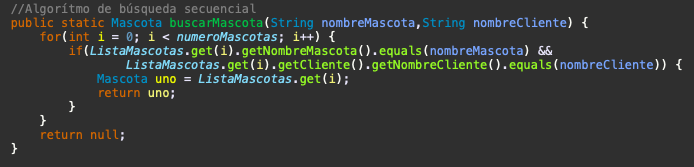 //Algorítmo de búsqueda secuencial
public static Mascota buscarMascota(String nombreMascota,String nombreCliente) {
    for(int i = 0; i < numeroMascotas; i++) {
        if(ListaMascotas.get(i).getNombreMascota().equals(nombreMascota) &&
                ListaMascotas.get(i).getCliente().getNombreCliente().equals(nombreCliente)) {
            Mascota uno = ListaMascotas.get(i);
            return uno;
        }
    }
    return null;
}